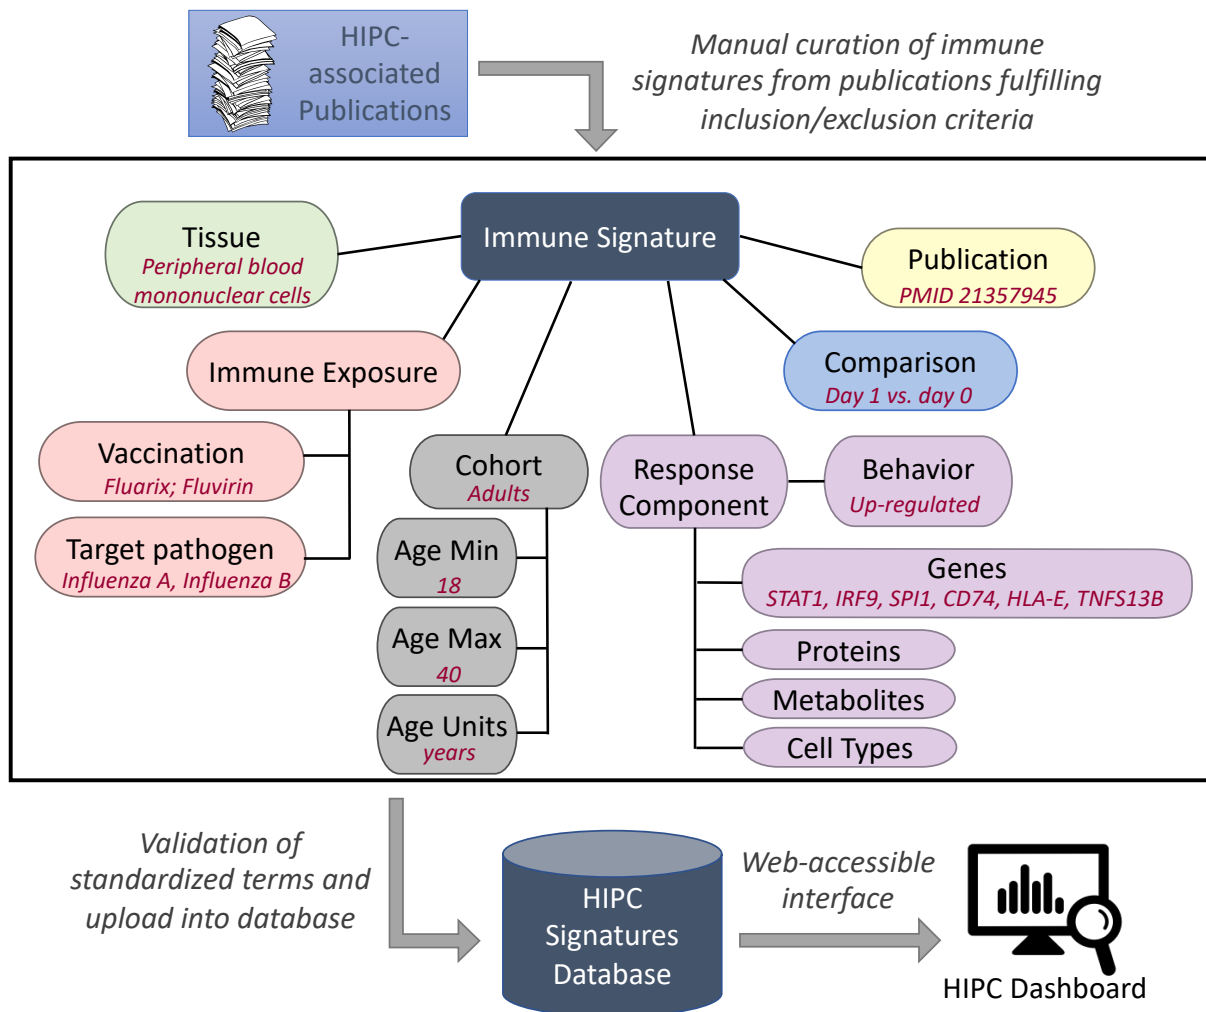 HIPC-
associated
Publications
Manual curation of immune
signatures from publications fulfilling
inclusion/exclusion criteria
Immune Signature
Tissue
Peripheral blood
mononuclear cells
Publication
PMID 21357945
Immune Exposure
Comparison
Day 1 vs. day 0
Vaccination
Fluarix; Fluvirin
Target pathogen
Influenza A, Influenza B
Cohort
Adults
Age Min
18
Age Max
40
Age Units
years
Response
Component
Behavior
Up-regulated
Genes
STAT1, IRF9, SPI1, CD74, HLA-E, TNFS13B
Proteins
Metabolites
Cell Types
Validation of
standardized terms and
upload into database
HIPC
Signatures
Database
Web-accessible
interface
HIPC Dashboard